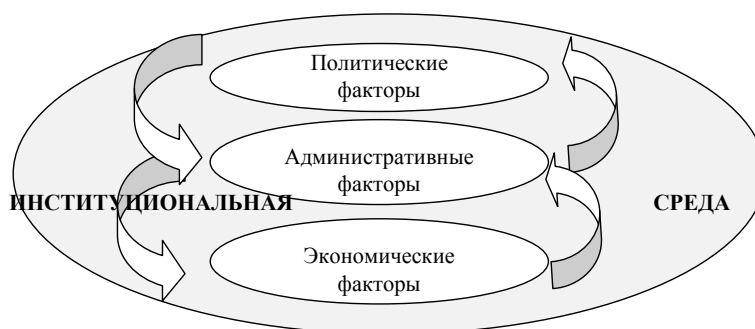 Политические
факторы
Административные
факторы
ИНСТИТУЦИОНАЛЬНАЯ СРЕДА
Экономические
факторы